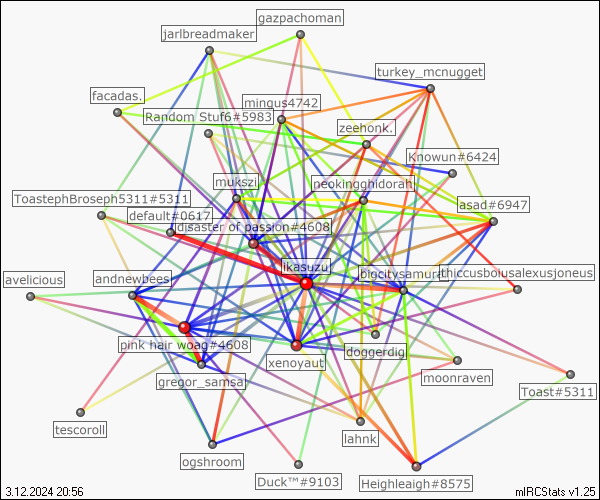 gazpachoman
jarlbreadmaker
turkey_mcnugget
facadas.
mingus4742
Random Stuf6#5983
zeehonk.
Knowun#6424
mukszi
neokingghidorah
ToastephBroseph5311#5311
asad#6947
default#0617
disaster of passion#4608
ikasuzu
avelicious
andnewbees
bigcitysamurai
thiccusboiusalexusjoneus
pink hair woag#4608
xenoyaut
doggerdig
gregor_samsa
moonraven
Toast#5311
tescoroll
lahnk
ogshroom
Duck™#9103
Heighleaigh#8575
3.12.2024 20:56
mIRCStats v1.25